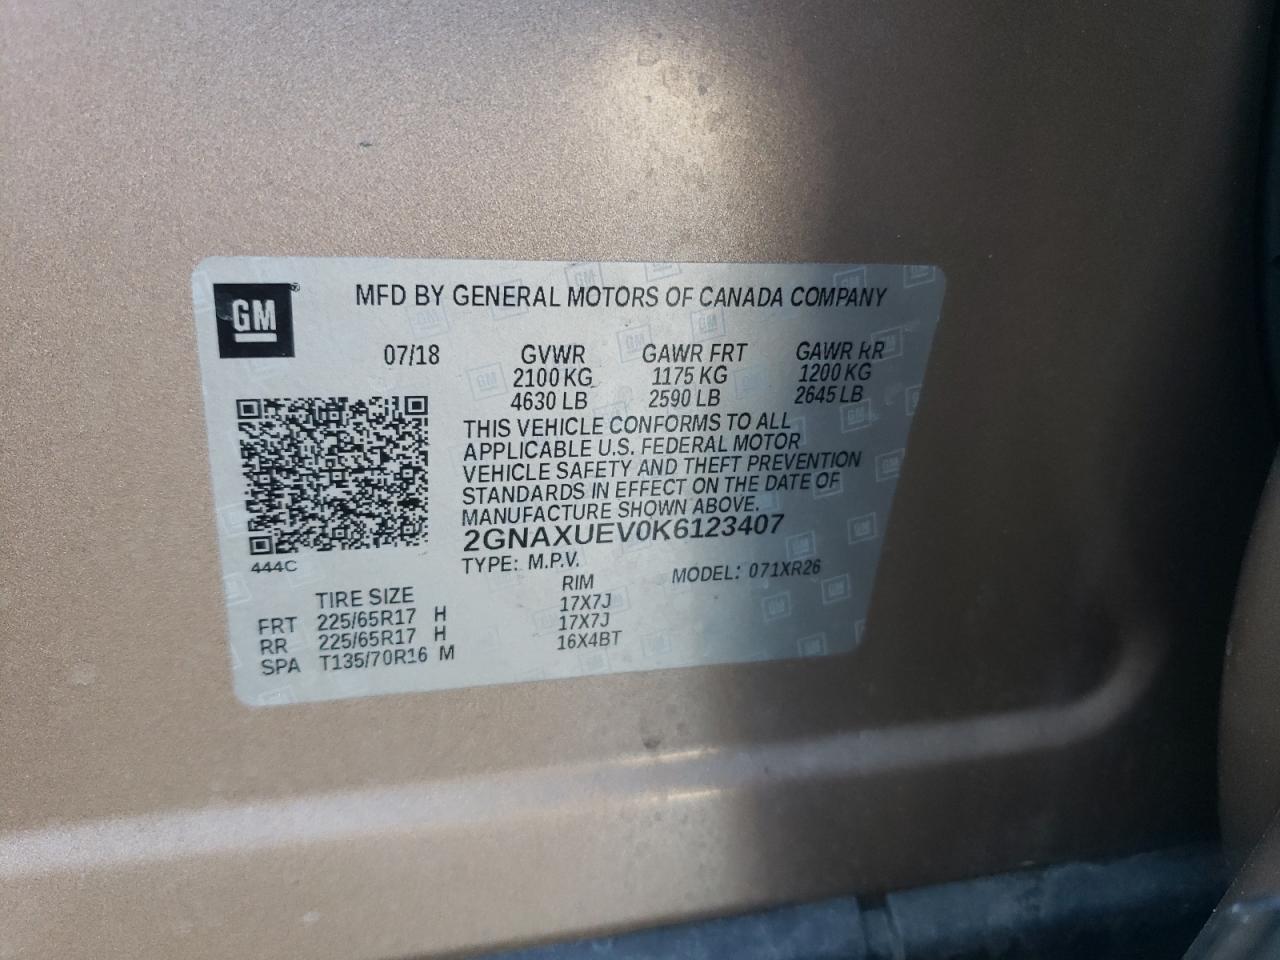 GM
MFD BY GENERAL MOTORS OF CANADA COMPANY
07/18 GVWR GAWR FRT GAWR RR
2100 KG 1175 KG 1200 KG
4630 LB 2590 LB 2645 LB
THIS VEHICLE CONFORMS TO ALL
APPLICABLE U.S. FEDERAL MOTOR
VEHICLE SAFETY AND THEFT PREVENTION
STANDARDS IN EFFECT ON THE DATE OF
MANUFACTURE SHOWN ABOVE.
2GNAXUEV0K6123407
444C
TYPE: M.P.V. MODEL: 071XR26
TIRE SIZE RIM
FRT 225/65R17 H 17X7J
RR 225/65R17 H 17X7J
SPA T135/70R16 M 16X4BT